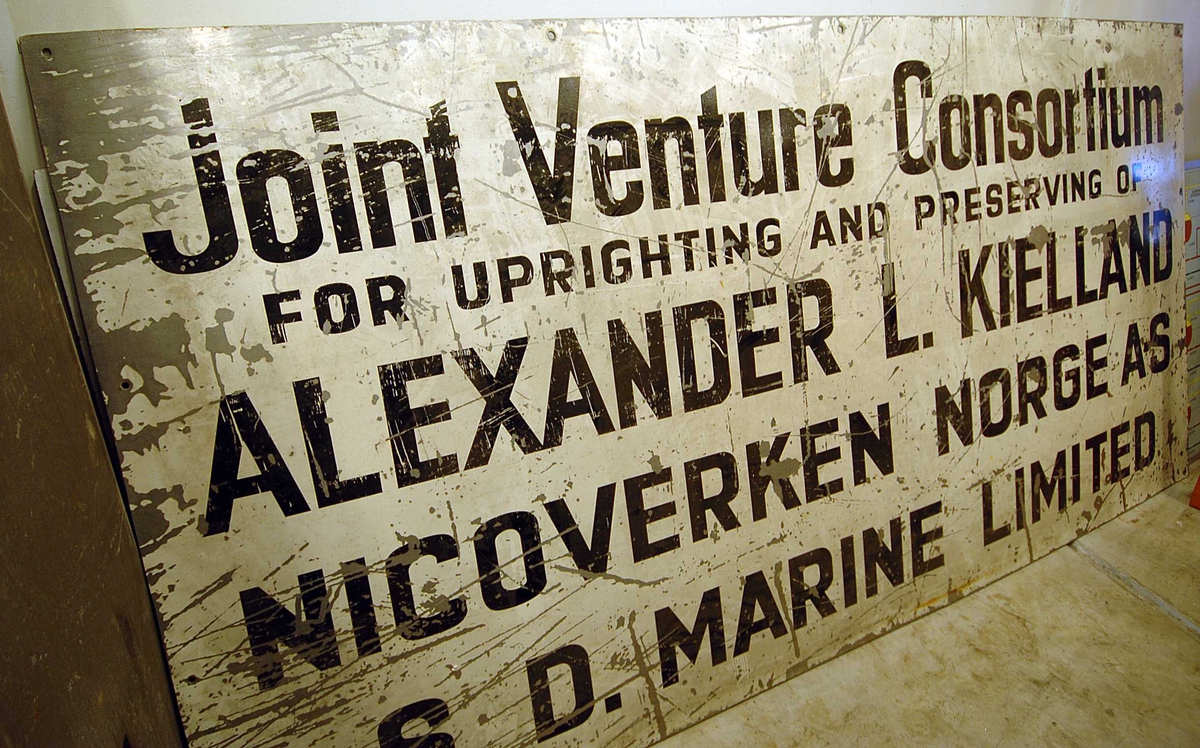 Joint Venture Consortium
FOR UPRIGHTING AND PRESERVING OF
ALEXANDER L. KIELLAND
NICOVERKEN NORGE AS
S D. MARINE LIMITED